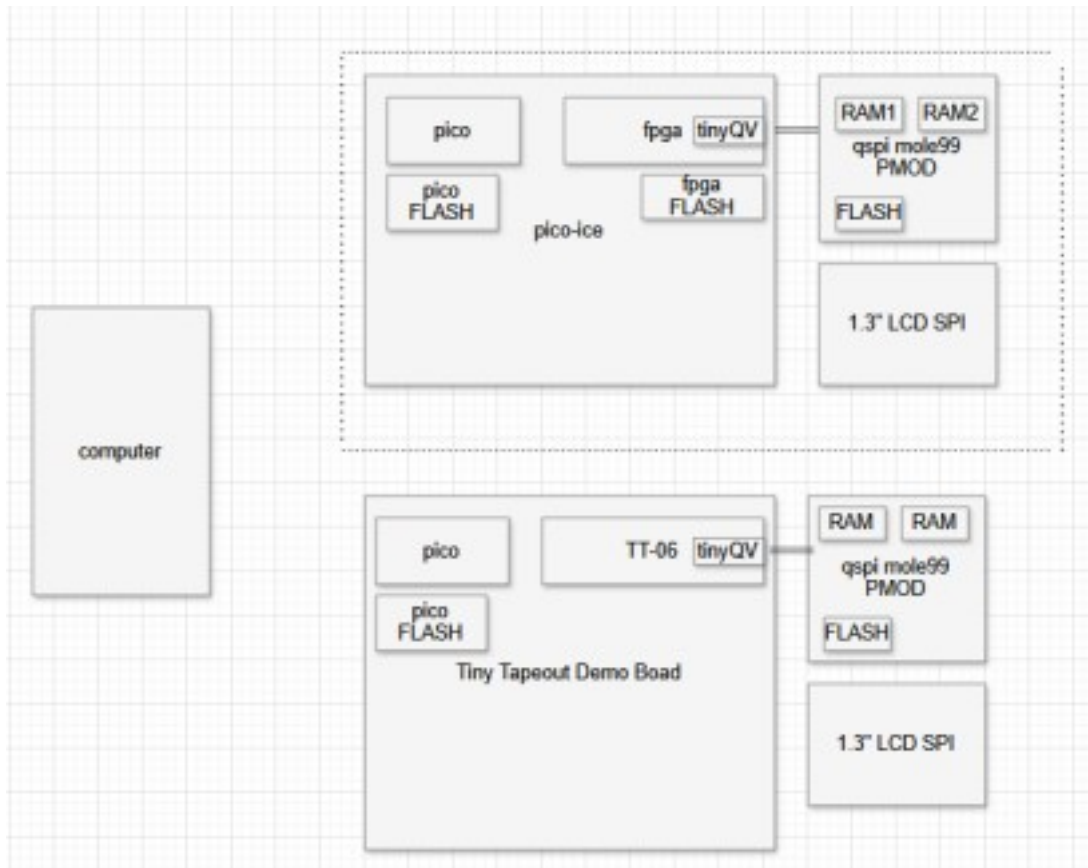 pico
fpga tinyQV
pico
FLASH
fpga
FLASH
pico-ice
RAM1 RAM2
qspi mole99
PMOD
FLASH
1.3" LCD SPI
computer
pico
TT-06 tinyQV
pico
FLASH
Tiny Tapeout Demo Boad
RAM RAM
qspi mole99
PMOD
FLASH
1.3" LCD SPI